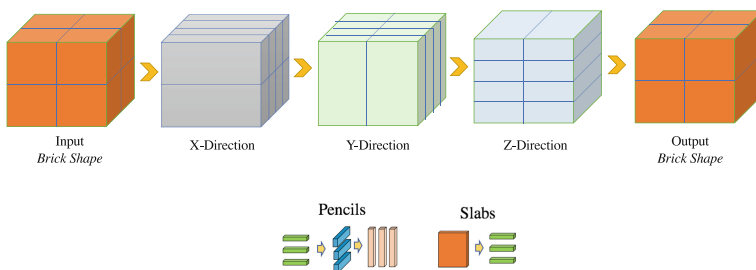 Input
Brick Shape
X-Direction
Y-Direction
Z-Direction
Output
Brick Shape
Pencils
Slabs